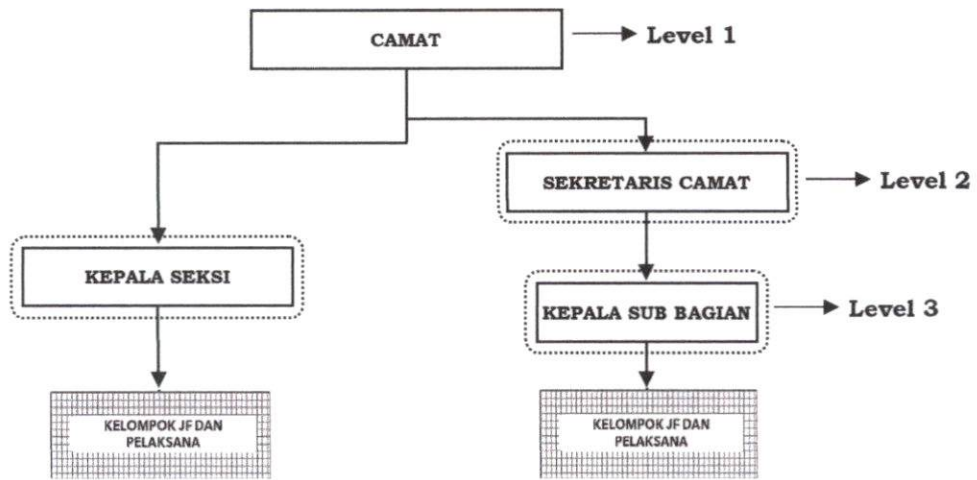 CAMAT
Level 1
SEKRETARIS CAMAT
Level 2
KEPALA SEKSI
KEPALA SUB BAGIAN
Level 3
KELOMPOK JF DAN
PELAKSANA
KELOMPOK JF DAN
PELAKSANA